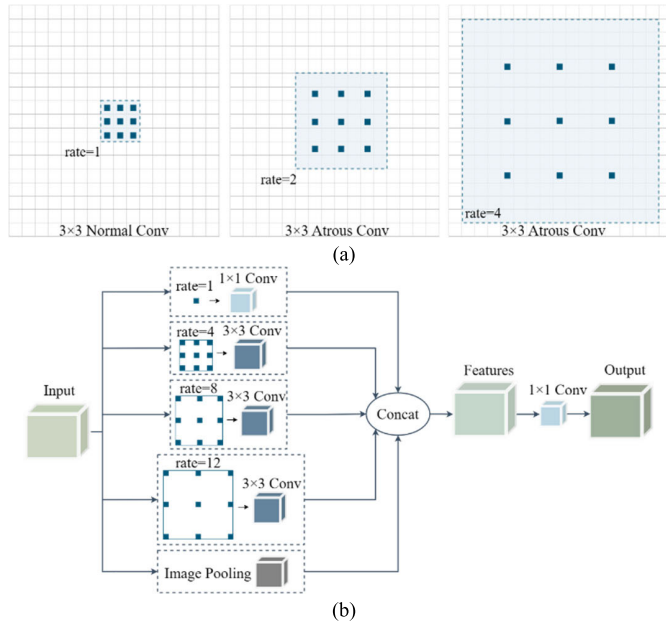 rate=1
rate=2
rate=4
3×3 Normal Conv
3×3 Atrous Conv
3×3 Atrous Conv
(a)
rate=1
1×1 Conv
rate=4
3×3 Conv
Input
rate=8
3×3 Conv
Concat
Features
1×1 Conv
Output
rate=12
3×3 Conv
Image Pooling
(b)